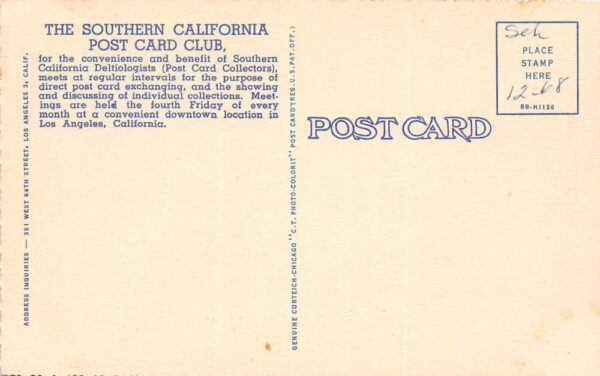 THE SOUTHERN CALIFORNIA
POST CARD CLUB,
for the convenience and benefit of Southern
California Deltiologists (Post Card Collectors),
meets at regular intervals for the purpose of
direct post card exchanging, and the showing
and discussing of individual collections. Meet-
ings are held the fourth Friday of every
month at a convenient downtown location in
Los Angeles, California.
ADDRESS INQUIRIES — 351 WEST 64TH STREET, LOS ANGELES 3, CALIF.
GENUINE CURTEICH-CHICAGO "C.T. PHOTO-COLORIT" POST CARD (REG. U.S. PAT. OFF.)
POST CARD
PLACE
STAMP
HERE
12-68
8B-H1136